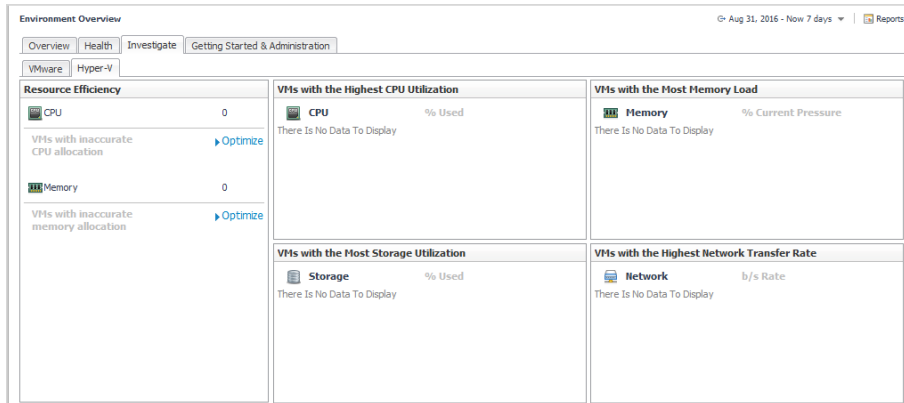 Environment Overview
Aug 31, 2016 - Now 7 days
Reports
Overview Health Investigate Getting Started & Administration
VMware Hyper-V
Resource Efficiency
CPU 0
VMs with inaccurate
CPU allocation
Optimize
Memory 0
VMs with inaccurate
memory allocation
Optimize
VMs with the Highest CPU Utilization
CPU % Used
There Is No Data To Display
VMs with the Most Memory Load
Memory % Current Pressure
There Is No Data To Display
VMs with the Most Storage Utilization
Storage % Used
There Is No Data To Display
VMs with the Highest Network Transfer Rate
Network b/s Rate
There Is No Data To Display